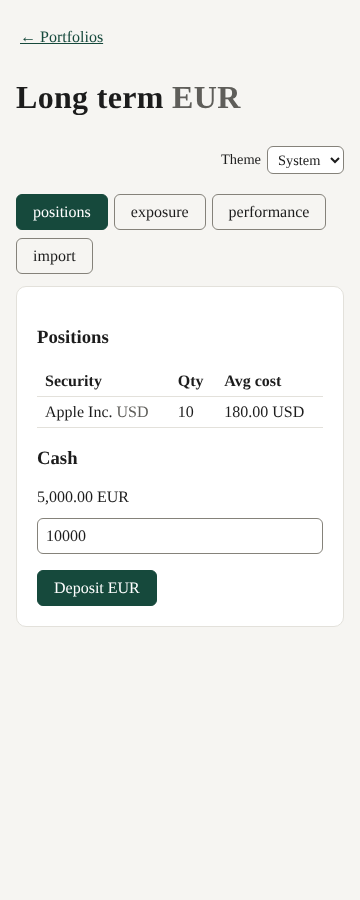 ← Portfolios
Long term EUR
Theme System
positions exposure performance
import
Positions
Security Qty Avg cost
Apple Inc. USD 10 180.00 USD
Cash
5,000.00 EUR
10000
Deposit EUR